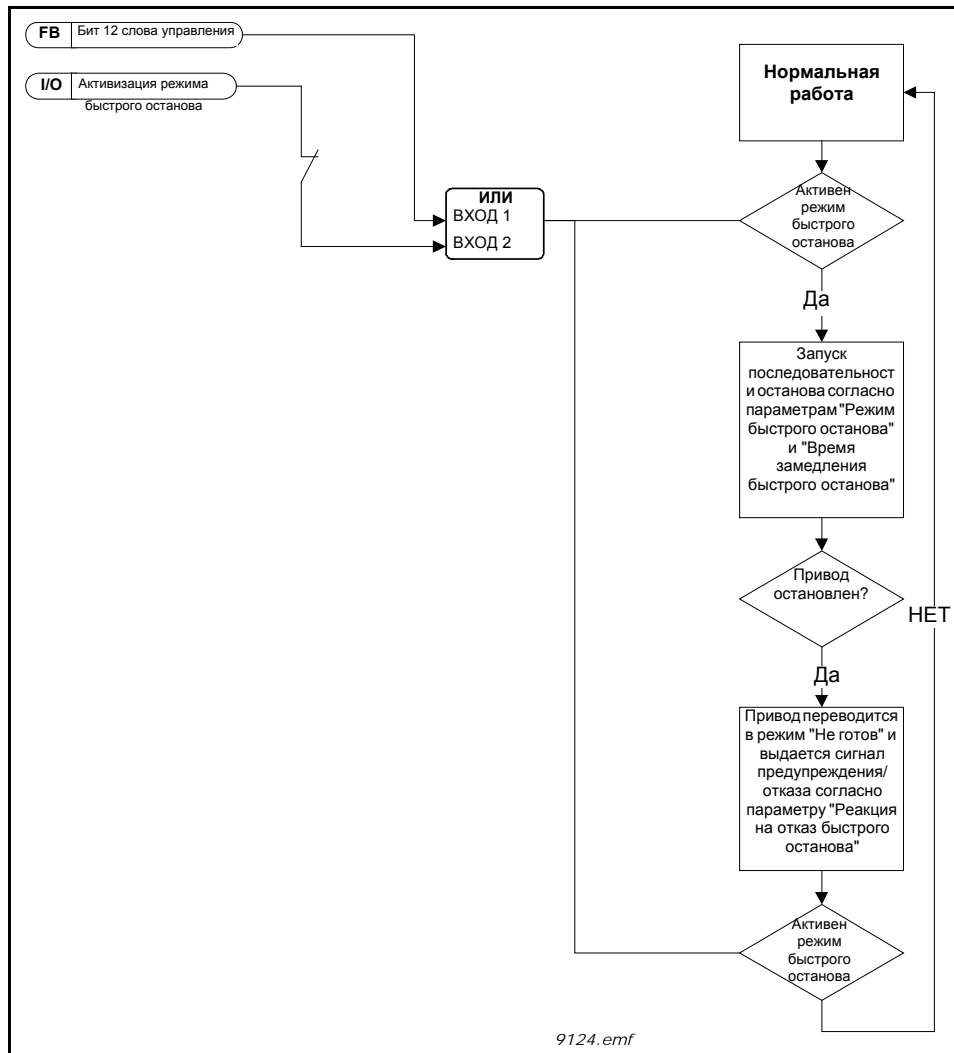 FB Бит 12 слова управления
I/O Активизация режима
быстрого останова
ИЛИ
ВХОД 1
ВХОД 2
Нормальная
работа
Активен
режим
быстрого
останова
Да
Запуск
последовательност
и останова согласно
параметрам "Режим
быстрого останова"
и "Время
замедления
быстрого останова"
Привод
остановлен?
НЕТ
Да
Привод переводится
в режим "Не готов" и
выдается сигнал
предупреждения/
отказа согласно
параметру "Реакция
на отказ быстрого
останова"
Активен
режим
быстрого
останова
9124.emf